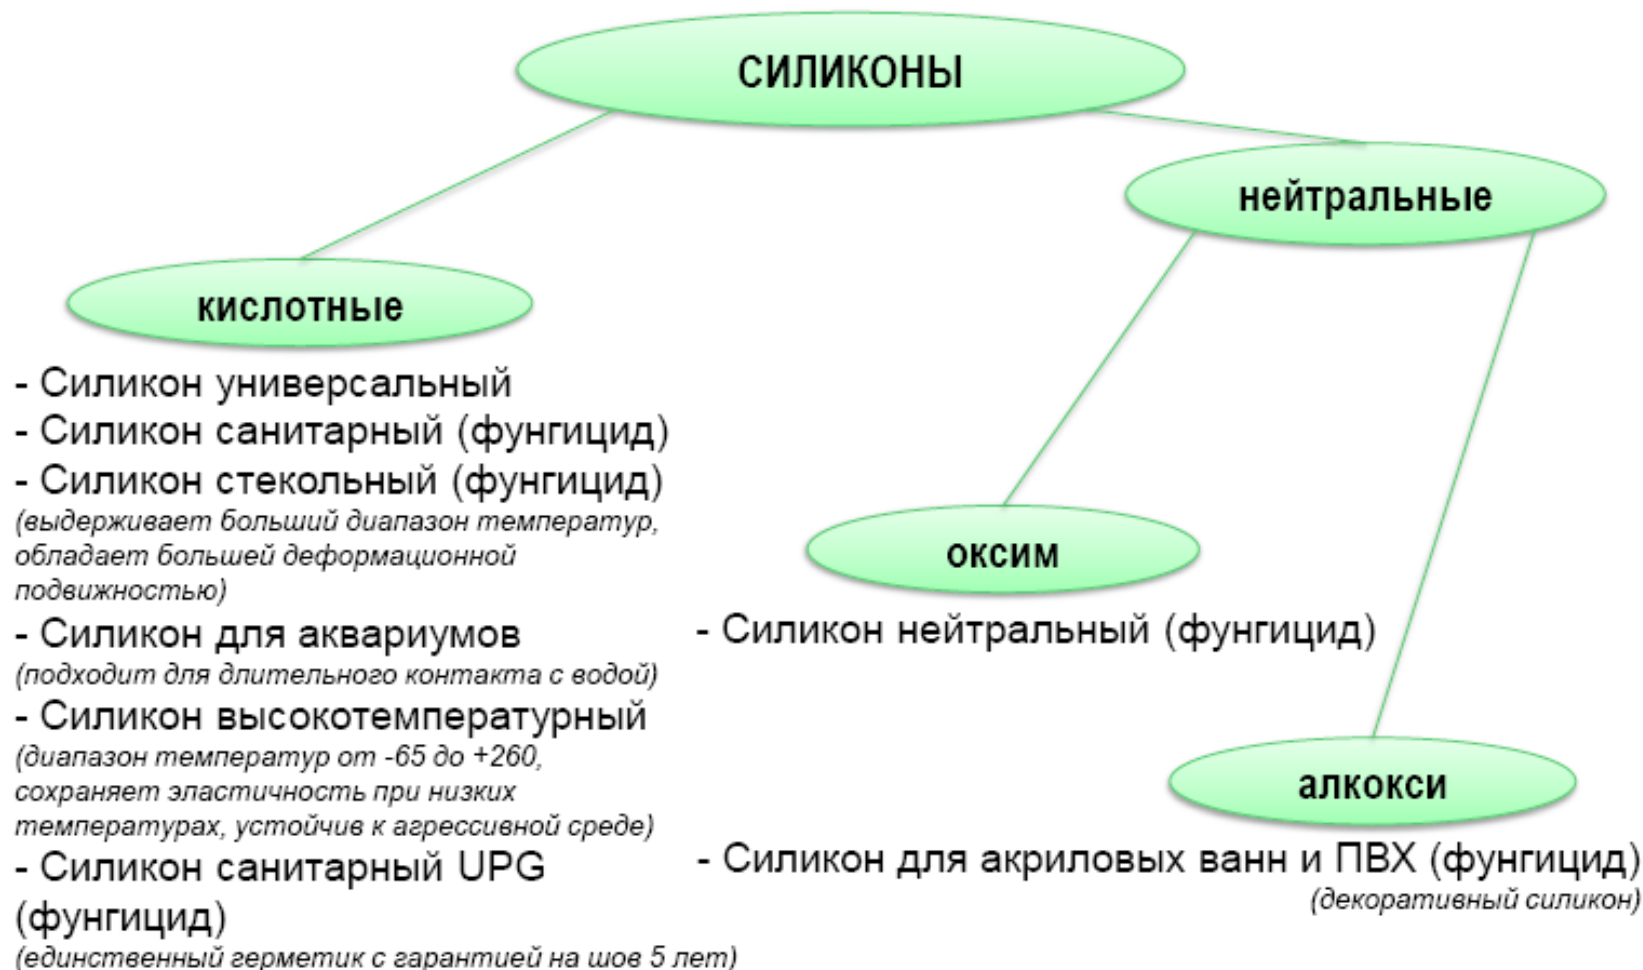 СИЛИКОНЫ
нейтральные
кислотные
- Силикон универсальный
- Силикон санитарный (фунгицид)
- Силикон стекольный (фунгицид)
(выдерживает больший диапазон температур,
обладает большей деформационной
подвижностью)
- Силикон для аквариумов
(подходит для длительного контакта с водой)
- Силикон высокотемпературный
(диапазон температур от -65 до +260,
сохраняет эластичность при низких
температурах, устойчив к агрессивной среде)
- Силикон санитарный UPG
(фунгицид)
(единственный герметик с гарантией на шов 5 лет)
оксим
- Силикон нейтральный (фунгицид)
алкокси
- Силикон для акриловых ванн и ПВХ (фунгицид)
(декоративный силикон)